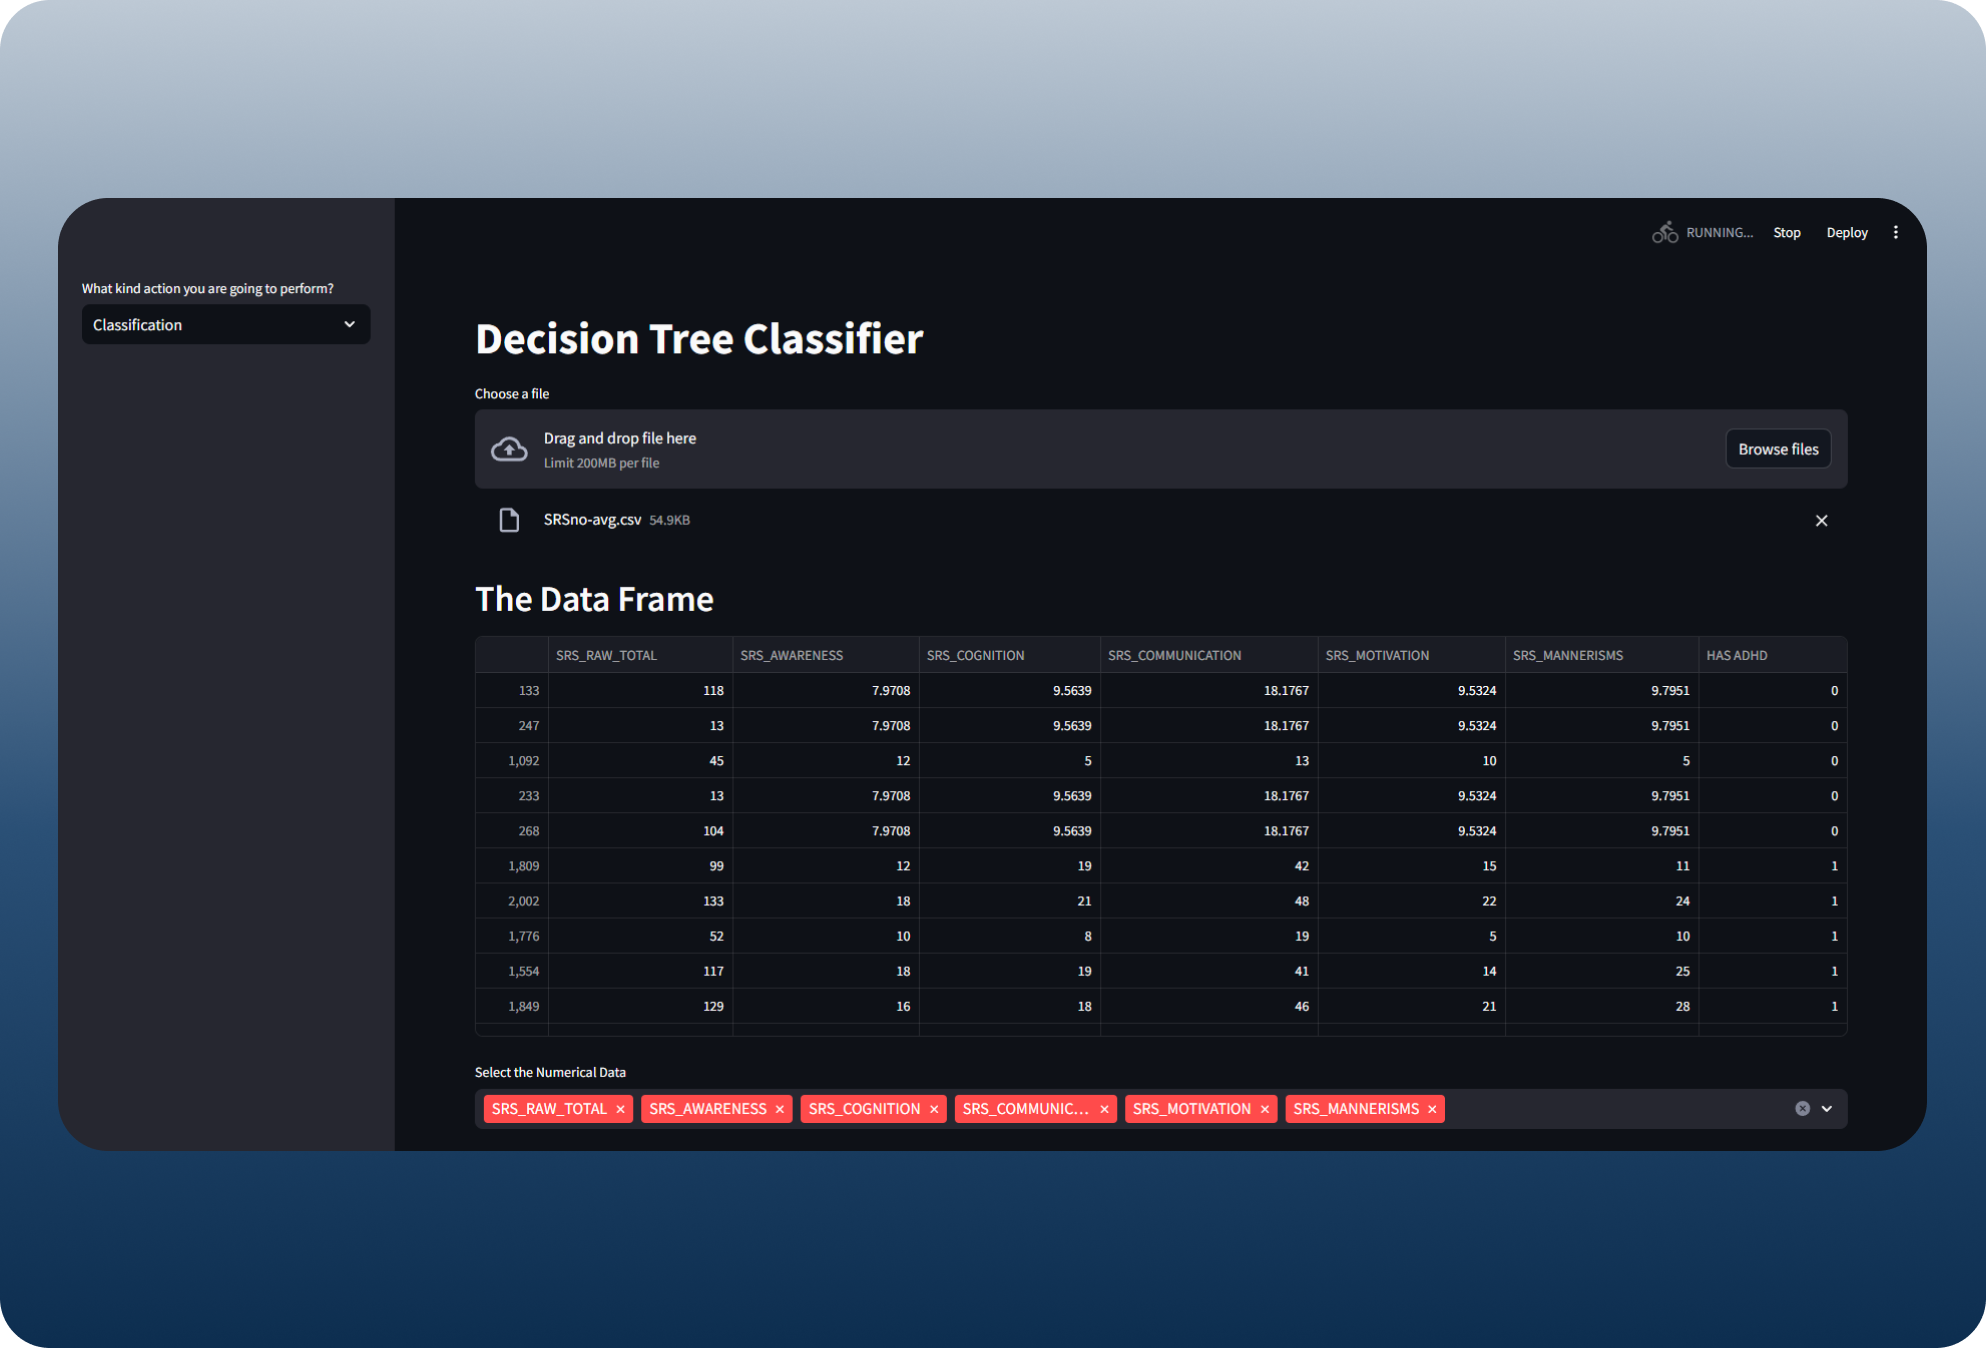 RUNNING... Stop Deploy
What kind action you are going to perform?
Classification
Decision Tree Classifier
Choose a file
Drag and drop file here
Limit 200MB per file
Browse files
SRSno-avg.csv 54.9KB
The Data Frame
SRS_RAW_TOTAL SRS_AWARENESS SRS_COGNITION SRS_COMMUNICATION SRS_MOTIVATION SRS_MANNERISMS HAS ADHD
133 118 7.9708 9.5639 18.1767 9.5324 9.7951 0
247 13 7.9708 9.5639 18.1767 9.5324 9.7951 0
1,092 45 12 5 13 10 5 0
233 13 7.9708 9.5639 18.1767 9.5324 9.7951 0
268 104 7.9708 9.5639 18.1767 9.5324 9.7951 0
1,809 99 12 19 42 15 11 1
2,002 133 18 21 48 22 24 1
1,776 52 10 8 19 5 10 1
1,554 117 18 19 41 14 25 1
1,849 129 16 18 46 21 28 1
Select the Numerical Data
SRS_RAW_TOTAL SRS_AWARENESS SRS_COGNITION SRS_COMMUNIC... SRS_MOTIVATION SRS_MANNERISMS